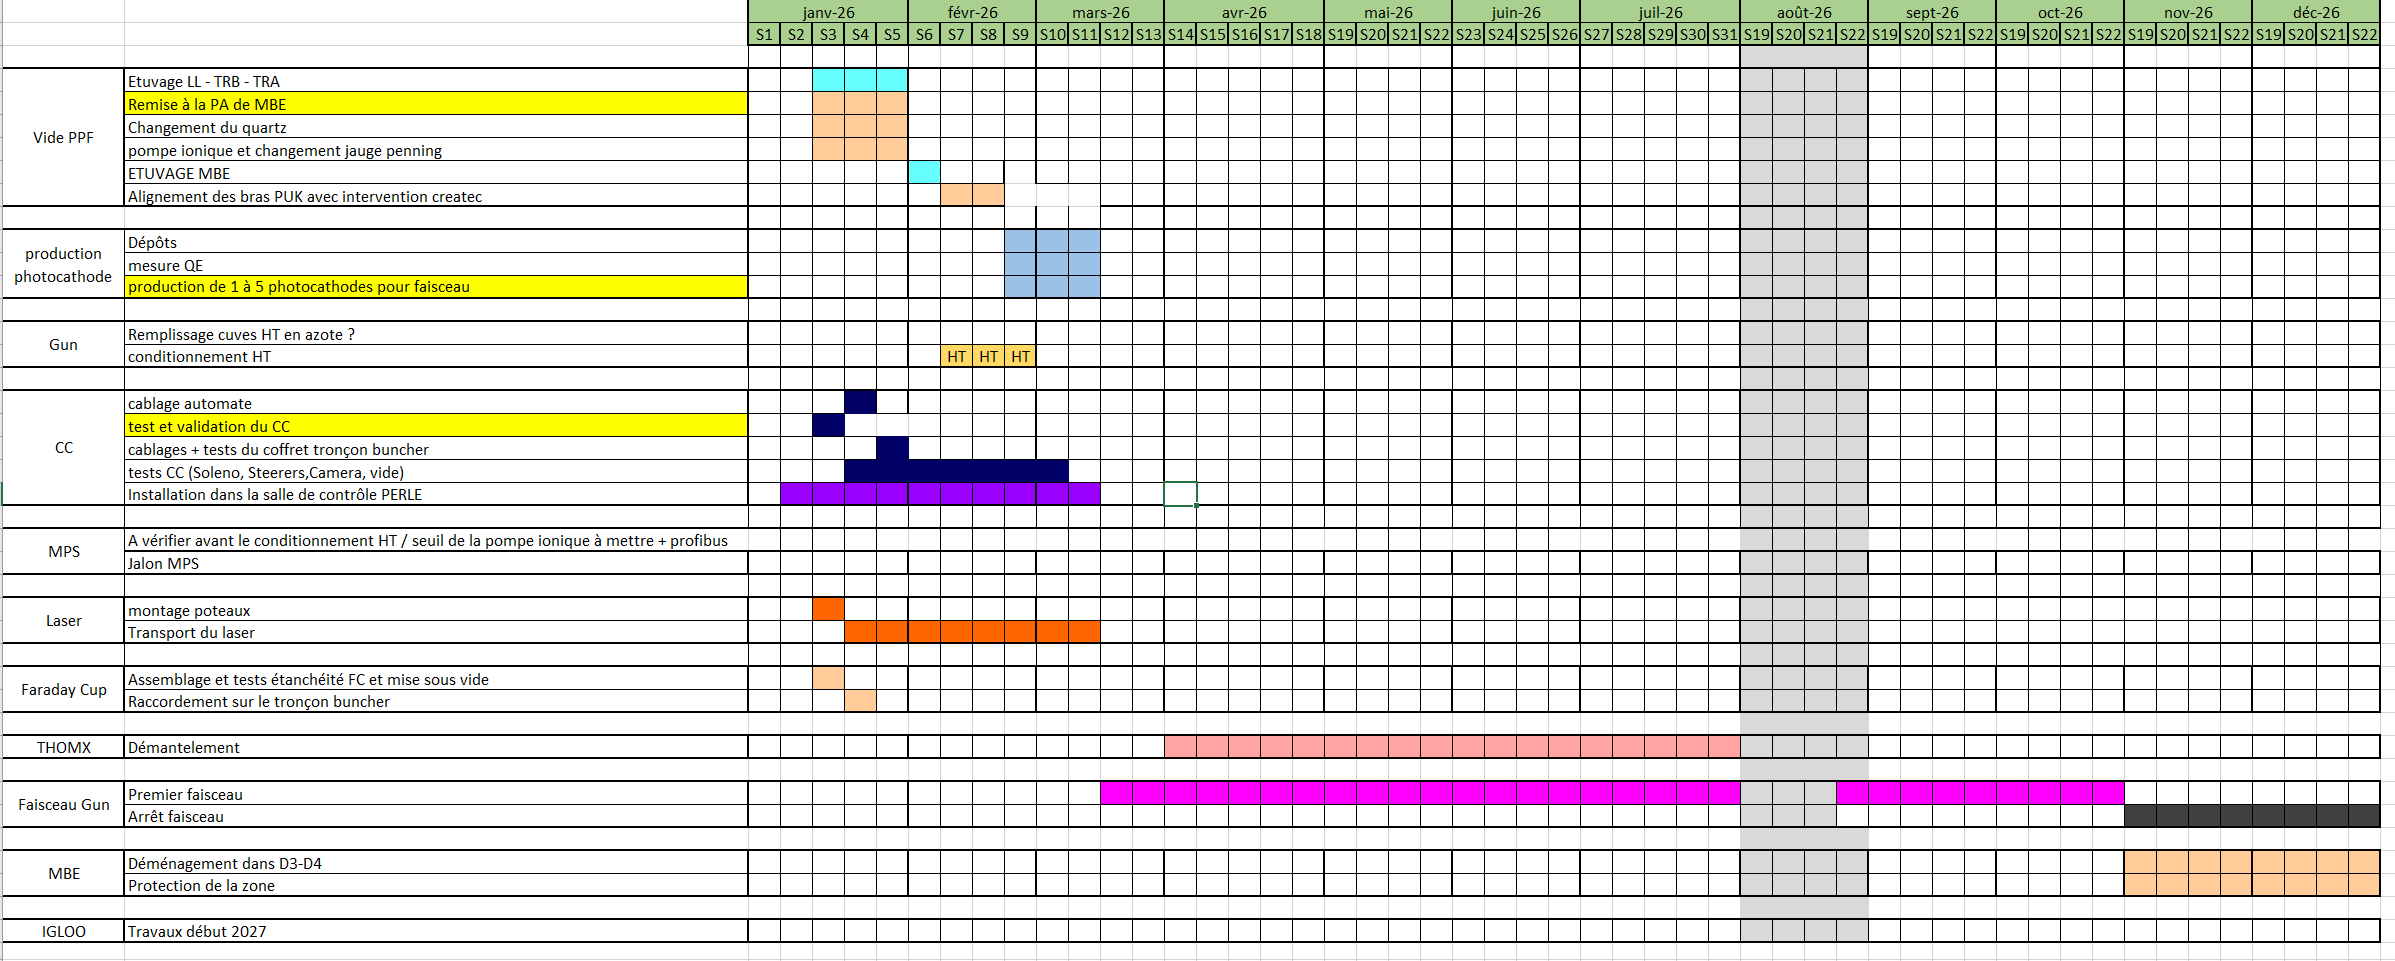 janv-26 févr-26 mars-26 avr-26 mai-26 juin-26 juil-26 août-26 sept-26 oct-26 nov-26 déc-26
S1 S2 S3 S4 S5 S6 S7 S8 S9 S10 S11 S12 S13 S14 S15 S16 S17 S18 S19 S20 S21 S22 S23 S24 S25 S26 S27 S28 S29 S30 S31 S19 S20 S21 S22 S19 S20 S21 S22 S19 S20 S21 S22 S19 S20 S21 S22 S19 S20 S21 S22
Vide PPF
Etuvage LL - TRB - TRA
Remise à la PA de MBE
Changement du quartz
pompe ionique et changement jauge penning
ETUVAGE MBE
Alignement des bras PUK avec intervention createc
production
photocathode
Dépôts
mesure QE
production de 1 à 5 photocathodes pour faisceau
Gun
Remplissage cuves HT en azote ?
conditionnement HT
HT HT HT
CC
cablage automate
test et validation du CC
cablages + tests du coffret tronçon buncher
tests CC (Soleno, Steerers,Camera, vide)
Installation dans la salle de contrôle PERLE
MPS
A vérifier avant le conditionnement HT / seuil de la pompe ionique à mettre + profibus
Jalon MPS
Laser
montage poteaux
Transport du laser
Faraday Cup
Assemblage et tests étanchéité FC et mise sous vide
Raccordement sur le tronçon buncher
THOMX
Démantelement
Faisceau Gun
Premier faisceau
Arrêt faisceau
MBE
Déménagement dans D3-D4
Protection de la zone
IGLOO
Travaux début 2027